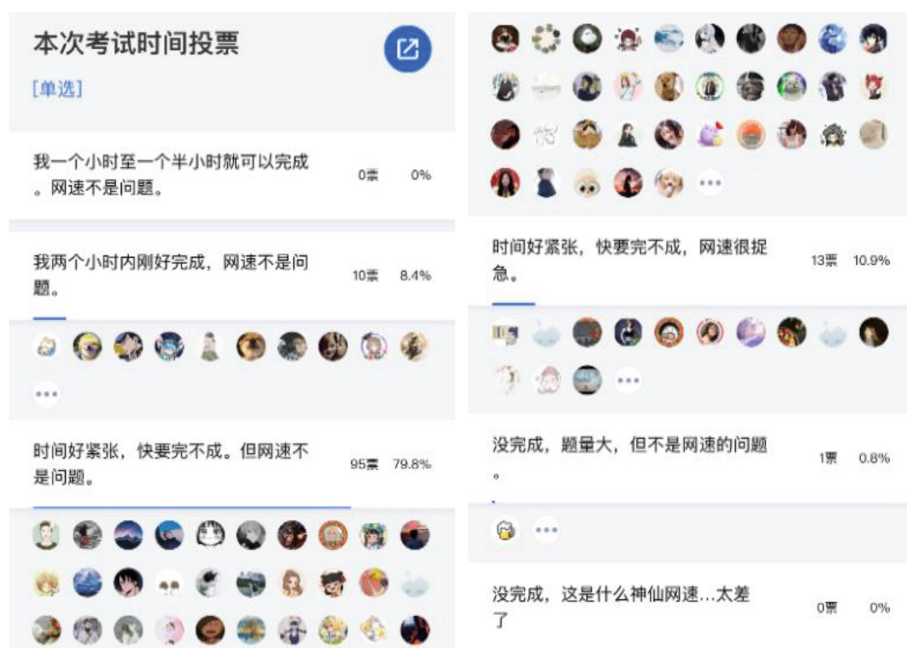 本次考试时间投票
[单选]
我一个小时至一个半小时就可以完成
。网速不是问题。
0票 0%
我两个小时内刚好完成，网速不是问
题。
10票 8.4%
时间好紧张，快要完不成。但网速不
是问题。
95票 79.8%
时间好紧张，快要完不成，网速很捉
急。
13票 10.9%
没完成，题量大，但不是网速的问题
。
1票 0.8%
没完成，这是什么神仙网速...太差
了
0票 0%